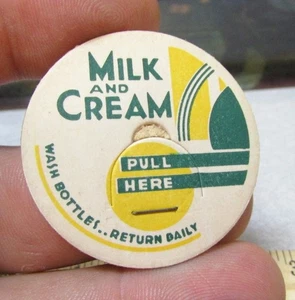 MILK
AND
CREAM
PULL
HERE
WASH BOTTLES..RETURN DAILY